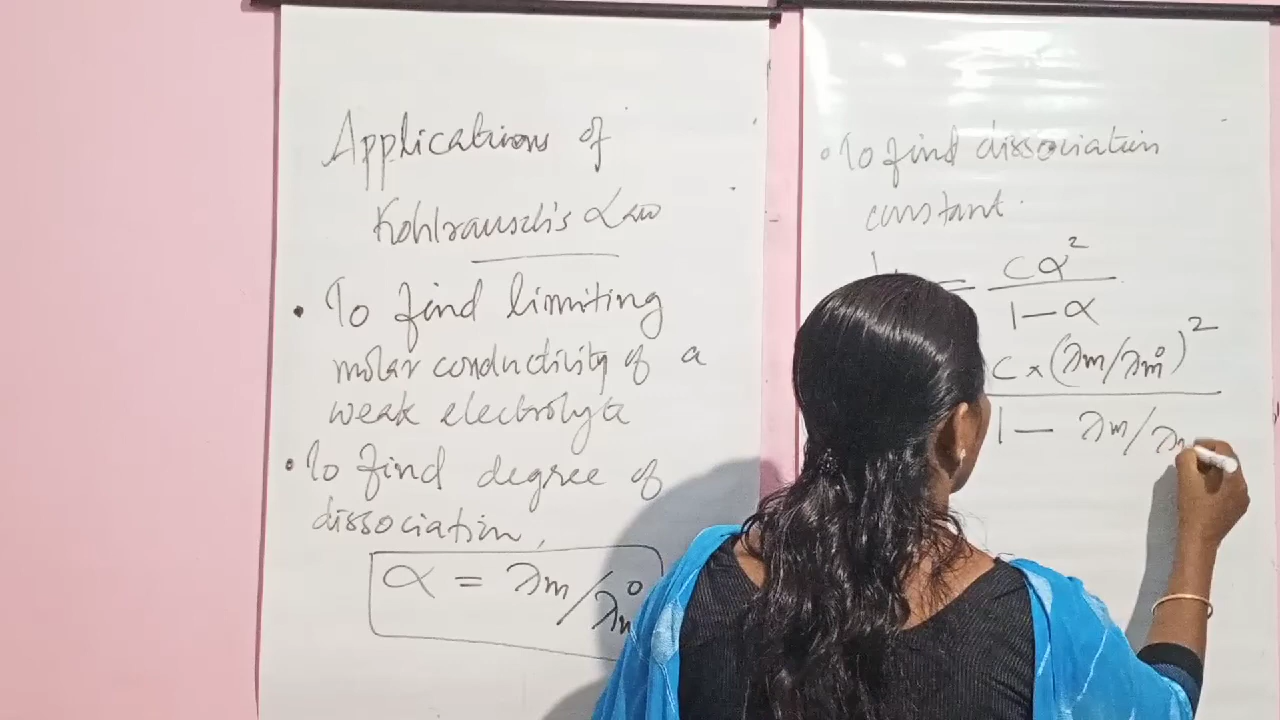 Applications of
Kohlrausch's Law
• To find limiting
molar conductivity of a
weak electrolyte
• To find degree of
dissociation,
α = λm/λm°
• To find dissociation
constant.
= cα²
1 - α
c × (λm/λm°)²
1 - λm/λm